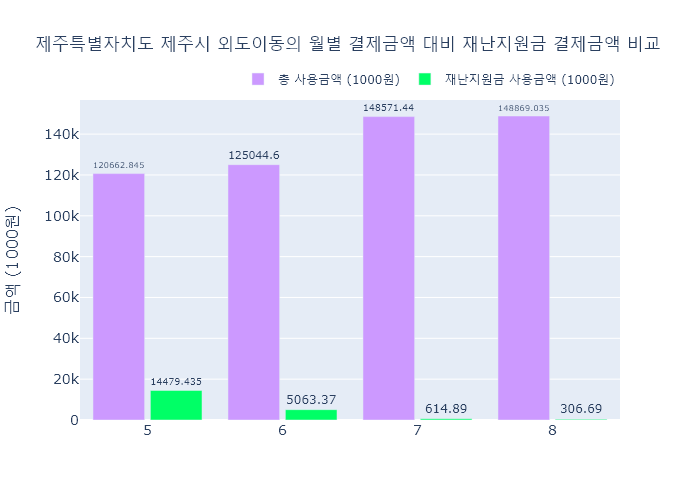 제주특별자치도 제주시 외도이동의 월별 결제금액 대비 재난지원금 결제금액 비교
총 사용금액 (1000원) 재난지원금 사용금액 (1000원)
금액 (1000원)
140k
120k
100k
80k
60k
40k
20k
0
120662.845
14479.435
125044.6
5063.37
148571.44
614.89
148869.035
306.69
5 6 7 8